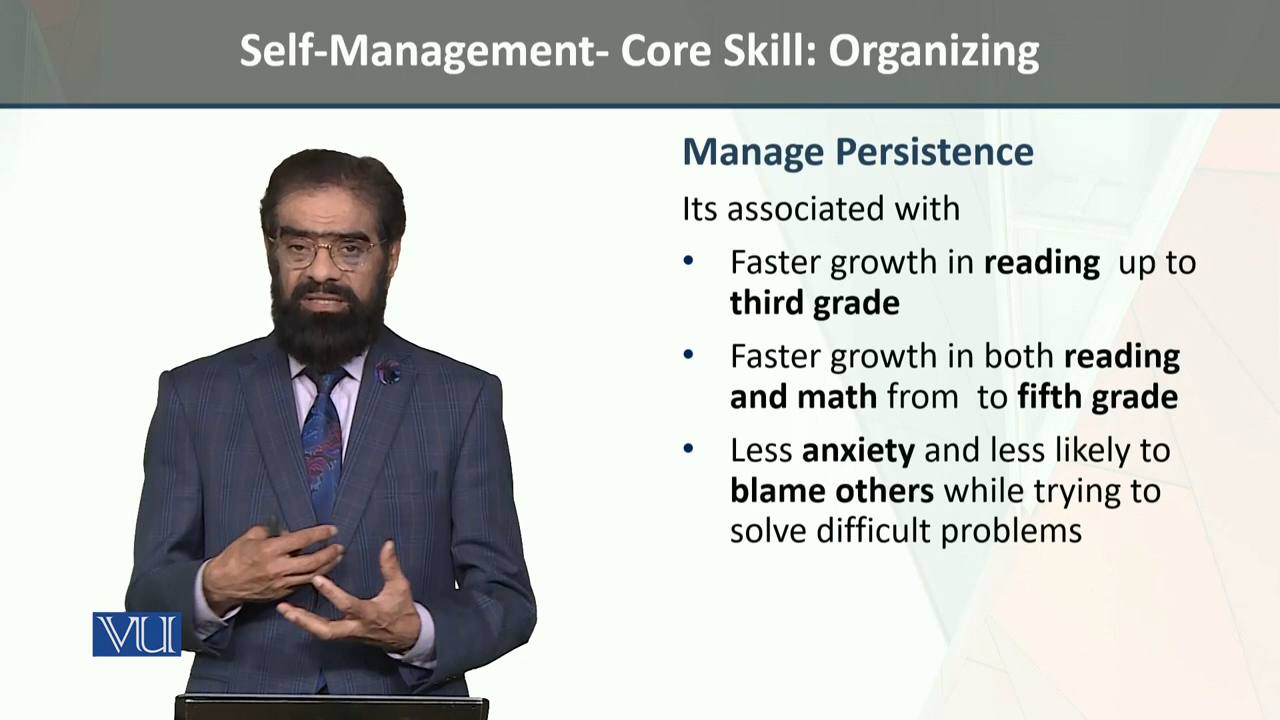 Self-Management- Core Skill: Organizing
Manage Persistence
Its associated with
• Faster growth in reading up to
third grade
• Faster growth in both reading
and math from to fifth grade
• Less anxiety and less likely to
blame others while trying to
solve difficult problems
VU